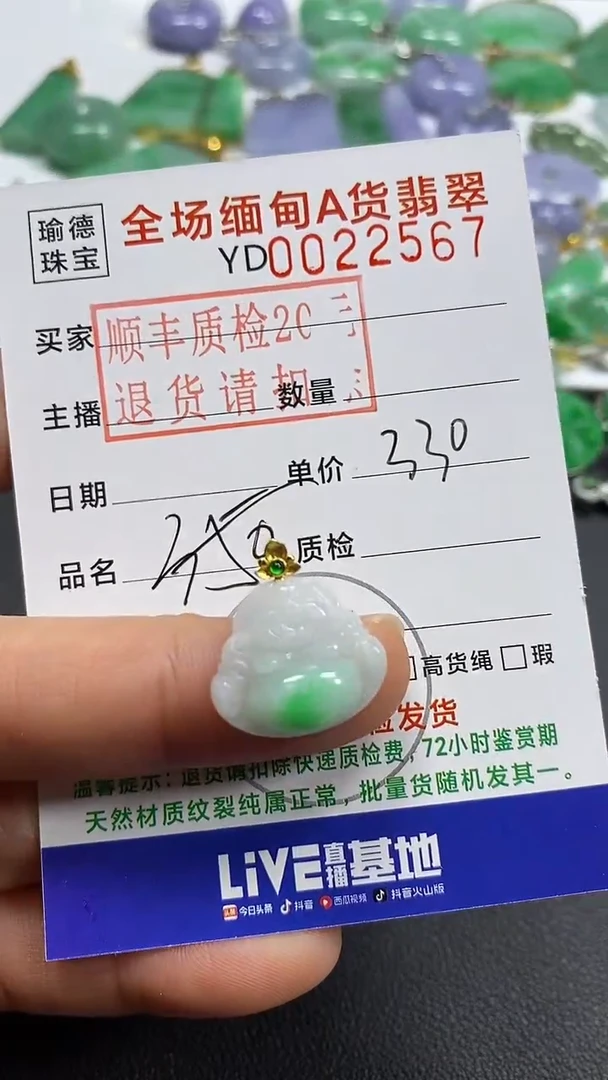 瑜德
珠宝
全场缅甸A货翡翠
YD0022567
买家
顺丰质检20
主播
退货请扣
数量
日期
单价 330
品名
质检
高货绳 □瑕
检发货
温馨提示：退货请扣除快递质检费，72小时鉴赏期
天然材质纹裂纯属正常，批量货随机发其一。
LiVE直播基地
头条 今日头条 抖音 西瓜视频 抖音火山版